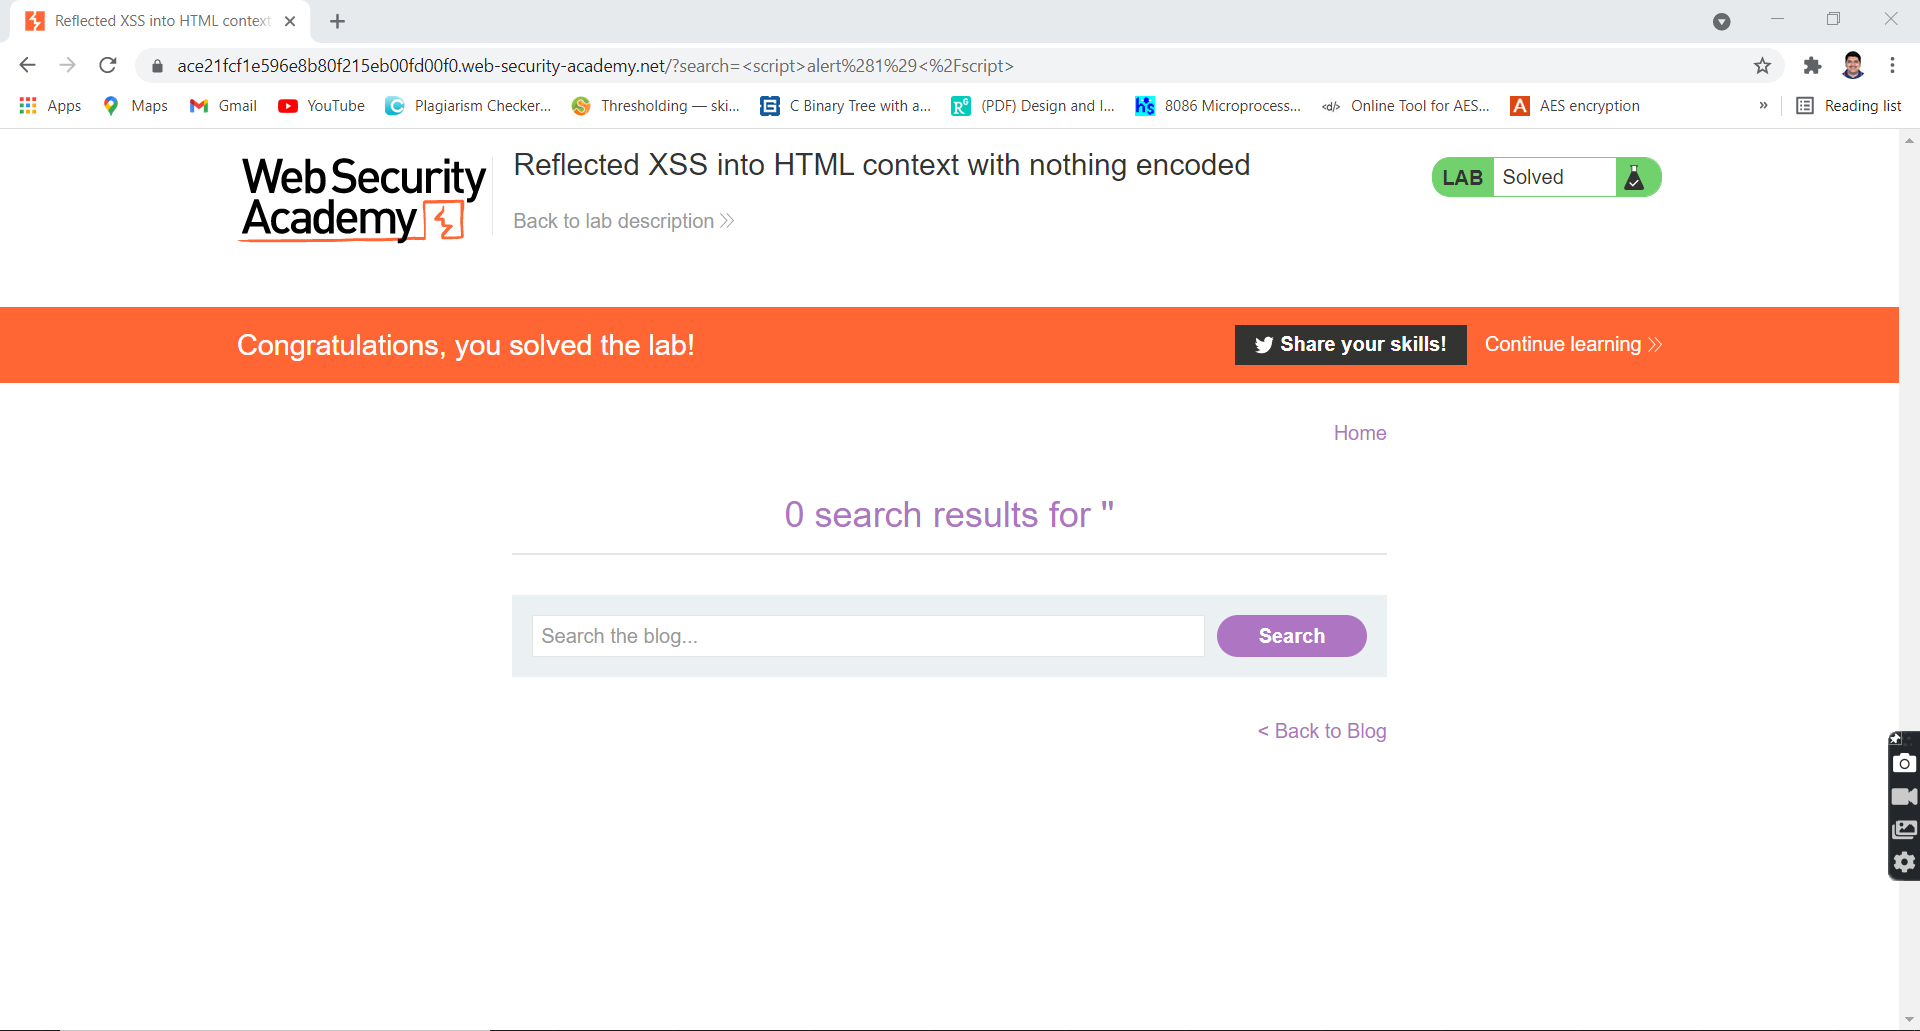 Reflected XSS into HTML context
ace21fcf1e596e8b80f215eb00fd00f0.web-security-academy.net/?search=<script>alert%281%29<%2Fscript>
Apps Maps Gmail YouTube Plagiarism Checker... Thresholding — ski... C Binary Tree with a... (PDF) Design and I... 8086 Microprocess... Online Tool for AES... AES encryption » Reading list
Web Security
Academy
Reflected XSS into HTML context with nothing encoded
Back to lab description
LAB Solved
Congratulations, you solved the lab!
Share your skills! Continue learning
Home
0 search results for ''
Search the blog...
Search
< Back to Blog